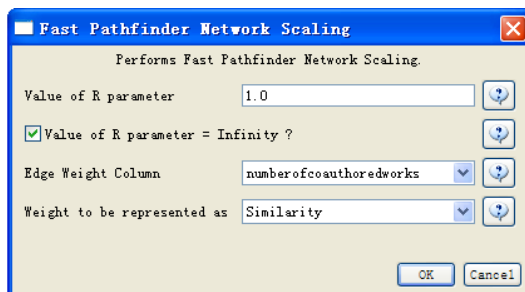 Fast Pathfinder Network Scaling
Performs Fast Pathfinder Network Scaling.
Value of R parameter 1.0
Value of R parameter = Infinity ?
Edge Weight Column numberofcoauthoredworks
Weight to be represented as Similarity
OK Cancel